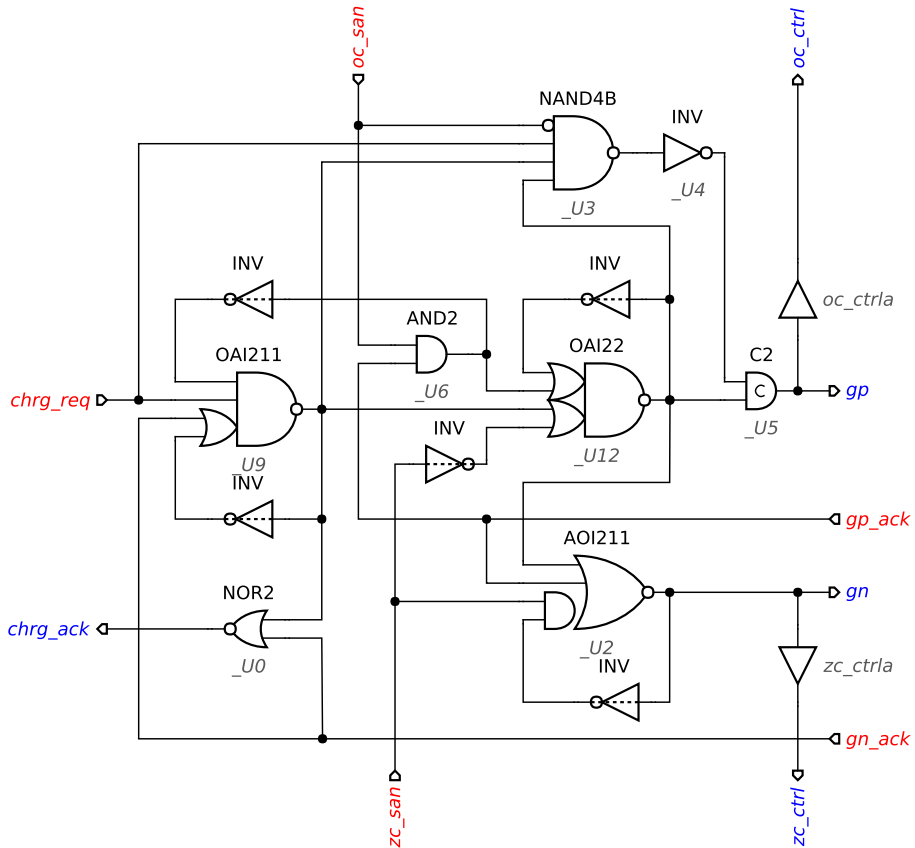 oc_san
oc_ctrl
NAND4B
INV
_U4
_U3
INV
INV
oc_ctrla
AND2
OAI22
OAI211
C2
_U6
chrg_req
C
gp
INV
_U5
_U12
_U9
INV
gp_ack
AOI211
NOR2
gn
chrg_ack
_U2
_U0
INV
zc_ctrla
gn_ack
zc_san
zc_ctrl